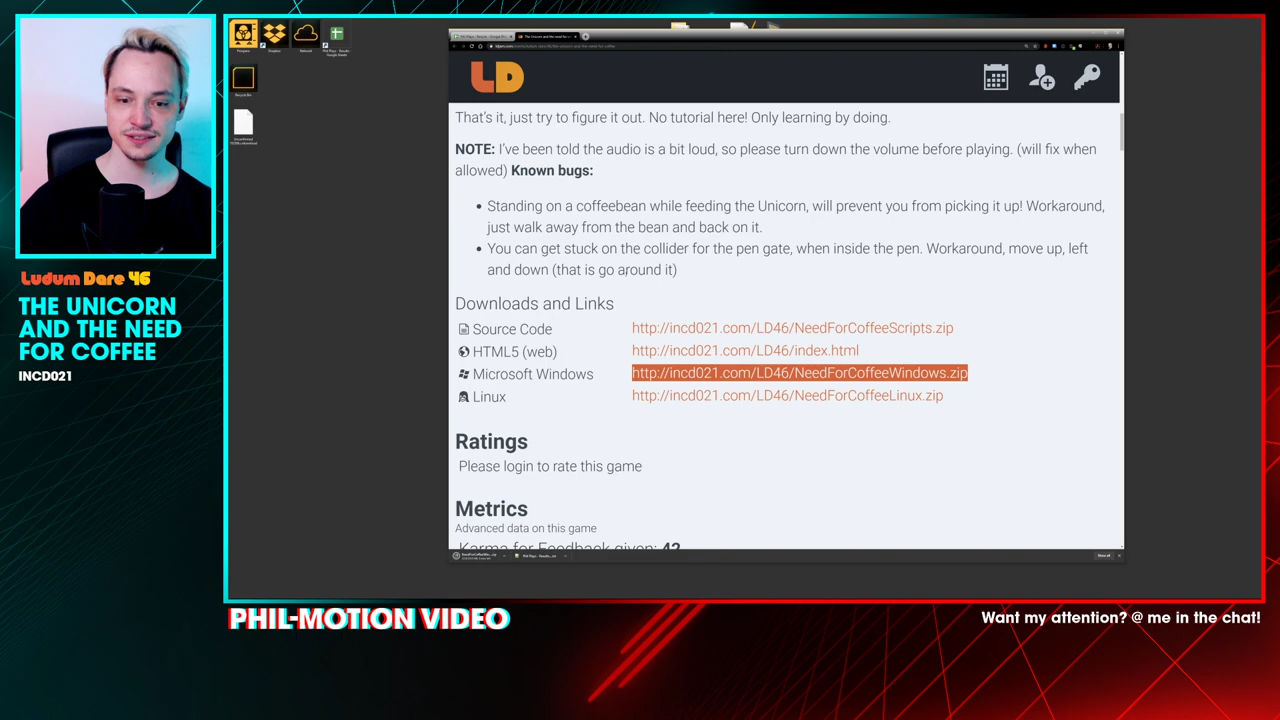 LD
That's it, just try to figure it out. No tutorial here! Only learning by doing.
NOTE: I've been told the audio is a bit loud, so please turn down the volume before playing. (will fix when
allowed) Known bugs:
Standing on a coffeebean while feeding the Unicorn, will prevent you from picking it up! Workaround,
just walk away from the bean and back on it.
You can get stuck on the collider for the pen gate, when inside the pen. Workaround, move up, left
and down (that is go around it)
Downloads and Links
Source Code http://incd021.com/LD46/NeedForCoffeeScripts.zip
HTML5 (web) http://incd021.com/LD46/index.html
Microsoft Windows http://incd021.com/LD46/NeedForCoffeeWindows.zip
Linux http://incd021.com/LD46/NeedForCoffeeLinux.zip
Ratings
Please login to rate this game
Metrics
Advanced data on this game
Karma for Feedback given: 42
Show all
Ludum Dare 46
THE UNICORN
AND THE NEED
FOR COFFEE
INCD021
PHIL-MOTION VIDEO
Want my attention? @ me in the chat!